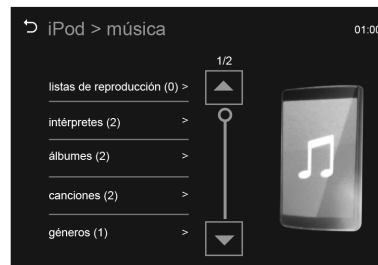 iPod > música
01:00
1/2
listas de reproducción (0) >
intérpretes (2) >
álbumes (2) >
canciones (2) >
géneros (1) >